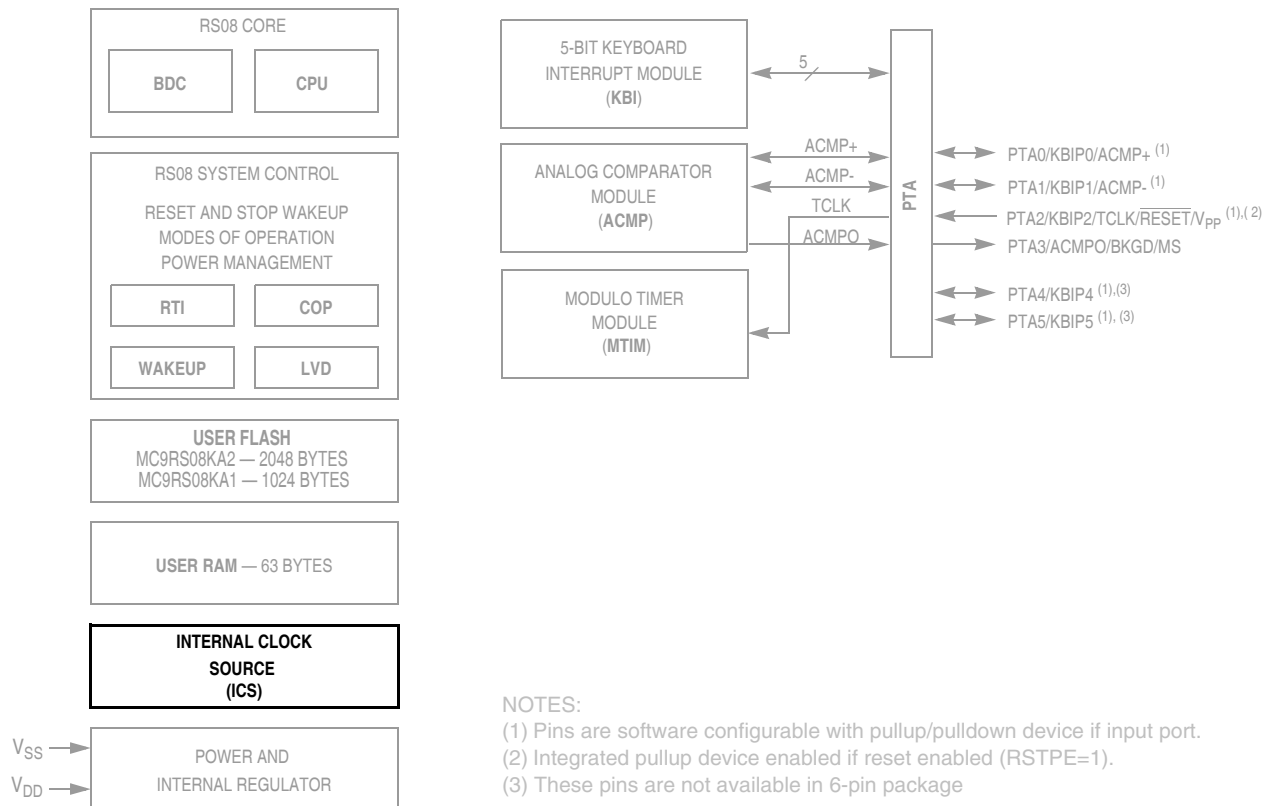 RS08 CORE
BDC
CPU
RS08 SYSTEM CONTROL
RESET AND STOP WAKEUP
MODES OF OPERATION
POWER MANAGEMENT
RTI
COP
WAKEUP
LVD
USER FLASH
MC9RS08KA2 — 2048 BYTES
MC9RS08KA1 — 1024 BYTES
USER RAM — 63 BYTES
INTERNAL CLOCK
SOURCE
(ICS)
VSS
VDD
POWER AND
INTERNAL REGULATOR
5-BIT KEYBOARD
INTERRUPT MODULE
(KBI)
5
ANALOG COMPARATOR
MODULE
(ACMP)
ACMP+
ACMP-
TCLK
ACMPO
MODULO TIMER
MODULE
(MTIM)
PTA
PTA0/KBIP0/ACMP+ (1)
PTA1/KBIP1/ACMP- (1)
PTA2/KBIP2/TCLK/RESET/VPP (1),( 2)
PTA3/ACMPO/BKGD/MS
PTA4/KBIP4 (1),(3)
PTA5/KBIP5 (1), (3)
NOTES:
(1) Pins are software configurable with pullup/pulldown device if input port.
(2) Integrated pullup device enabled if reset enabled (RSTPE=1).
(3) These pins are not available in 6-pin package